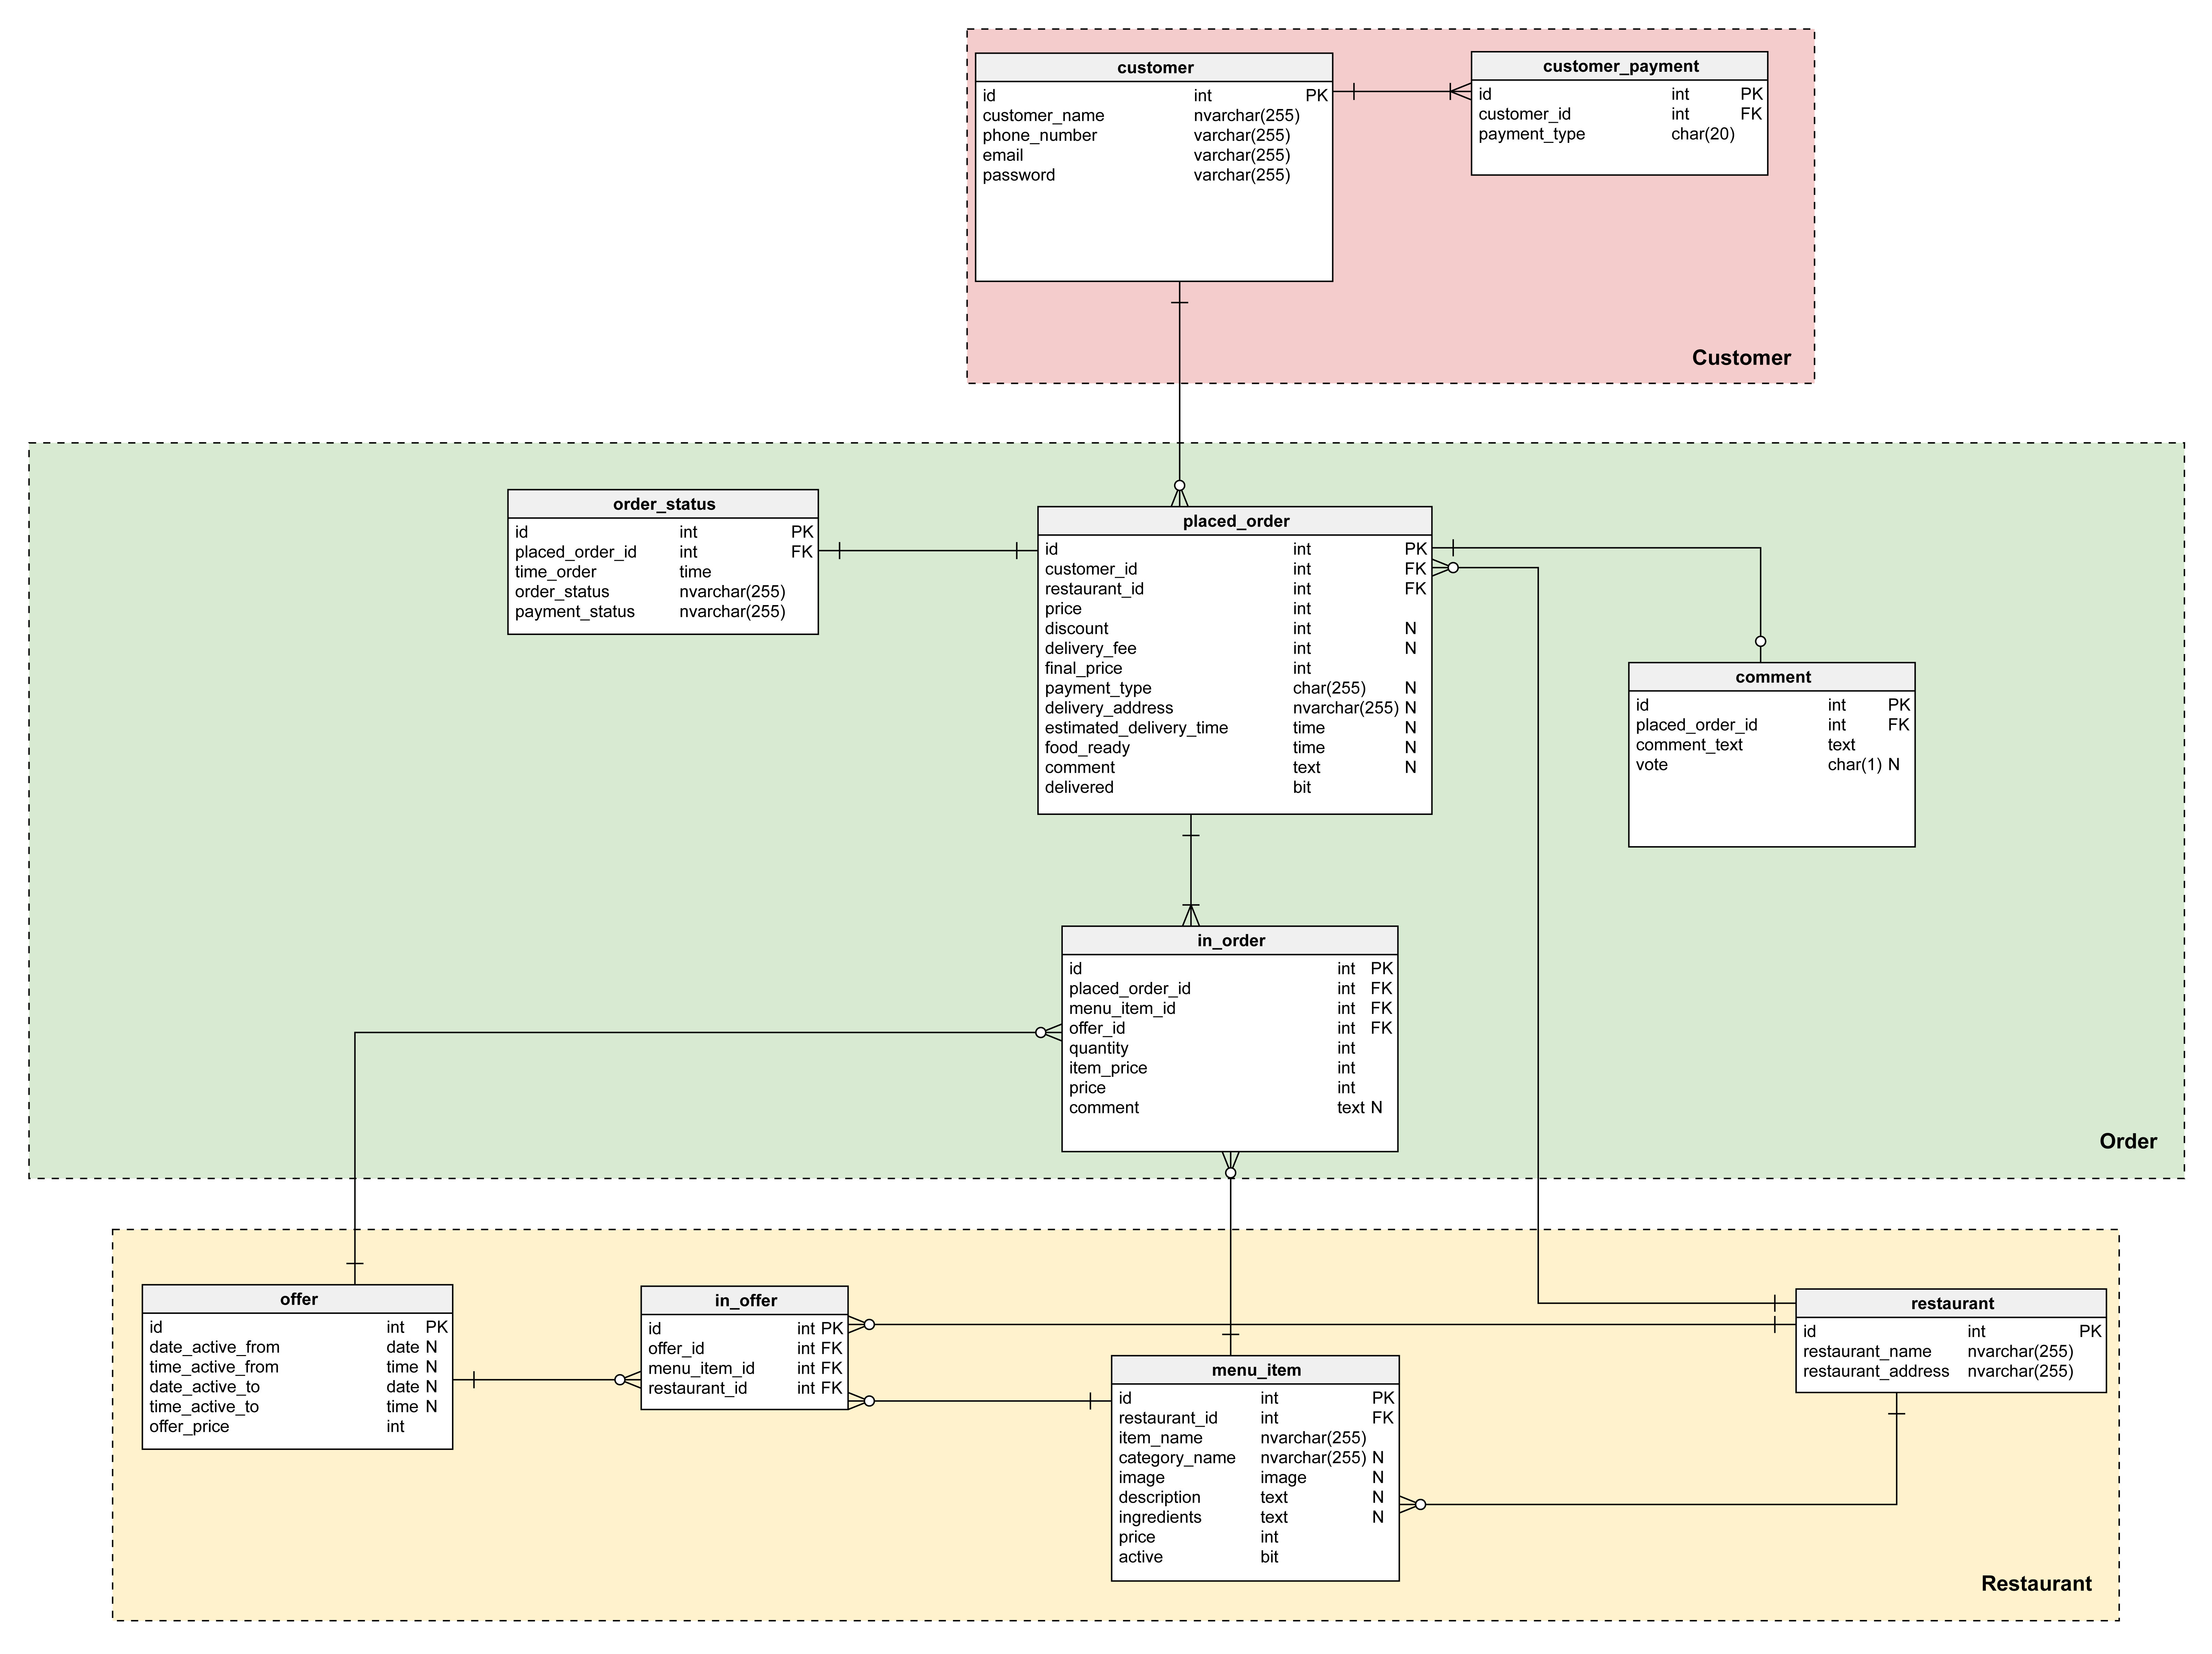 customer
id int PK
customer_name nvarchar(255)
phone_number varchar(255)
email varchar(255)
password varchar(255)
customer_payment
id int PK
customer_id int FK
payment_type char(20)
Customer
order_status
id int PK
placed_order_id int FK
time_order time
order_status nvarchar(255)
payment_status nvarchar(255)
placed_order
id int PK
customer_id int FK
restaurant_id int FK
price int
discount int N
delivery_fee int N
final_price int
payment_type char(255) N
delivery_address nvarchar(255) N
estimated_delivery_time time N
food_ready time N
comment text N
delivered bit
comment
id int PK
placed_order_id int FK
comment_text text
vote char(1) N
in_order
id int PK
placed_order_id int FK
menu_item_id int FK
offer_id int FK
quantity int
item_price int
price int
comment text N
Order
offer
id int PK
date_active_from date N
time_active_from time N
date_active_to date N
time_active_to time N
offer_price int
in_offer
id int PK
offer_id int FK
menu_item_id int FK
restaurant_id int FK
menu_item
id int PK
restaurant_id int FK
item_name nvarchar(255)
category_name nvarchar(255) N
image image N
description text N
ingredients text N
price int
active bit
restaurant
id int PK
restaurant_name nvarchar(255)
restaurant_address nvarchar(255)
Restaurant